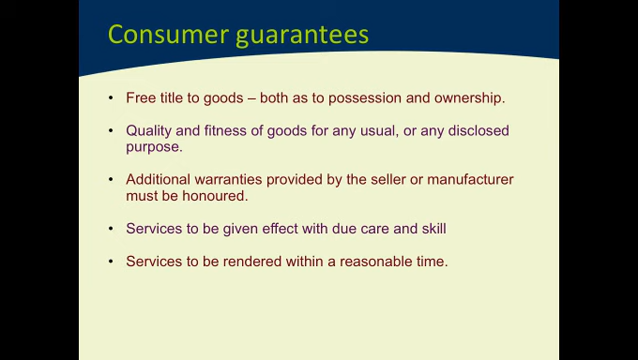 Consumer guarantees
• Free title to goods – both as to possession and ownership.
• Quality and fitness of goods for any usual, or any disclosed
purpose.
• Additional warranties provided by the seller or manufacturer
must be honoured.
• Services to be given effect with due care and skill
• Services to be rendered within a reasonable time.